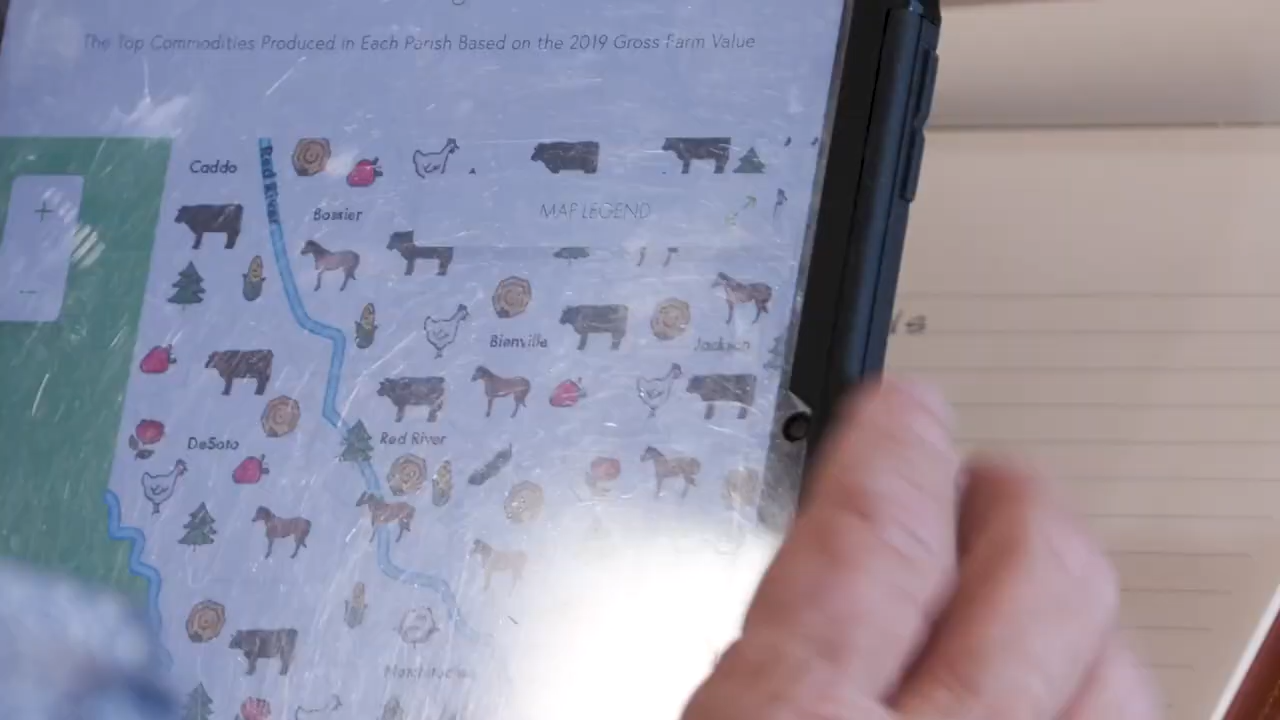 The Top Commodities Produced in Each Parish Based on the 2019 Gross Farm Value
Caddo
Red River
Bossier
MAP LEGEND
+
-
Bienville
Jackson
DeSoto
Red River